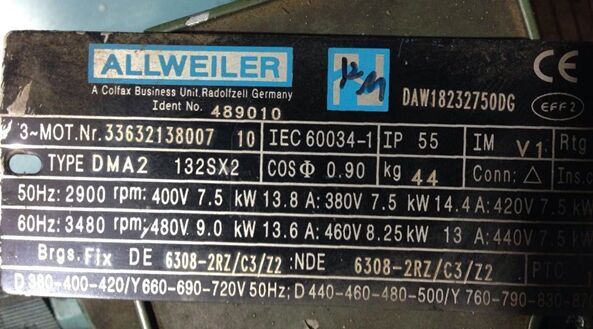 ALLWEILER
A Colfax Business Unit. Radolfzell Germany
Ident No. 489010
DAW18232750DG
CE
EFF2
3~MOT.Nr. 33632138007 10 IEC 60034-1 IP 55 IM V1 Rtg
TYPE DMA2 132SX2 COSΦ 0.90 kg 44 Conn: △ Ins.c
50Hz: 2900 rpm: 400V 7.5 kW 13.8 A: 380V 7.5 kW 14.4 A: 420V 7.5
60Hz: 3480 rpm: 480V 9.0 kW 13.6 A: 460V 8.25 kW 13 A: 440V 7.5
Brgs. Fix DE 6308-2RZ/C3/Z2 :NDE 6308-2RZ/C3/Z2 . PTC
D 380-400-420/Y 660-690-720V 50Hz; D 440-460-480-500/Y 760-790-830-870